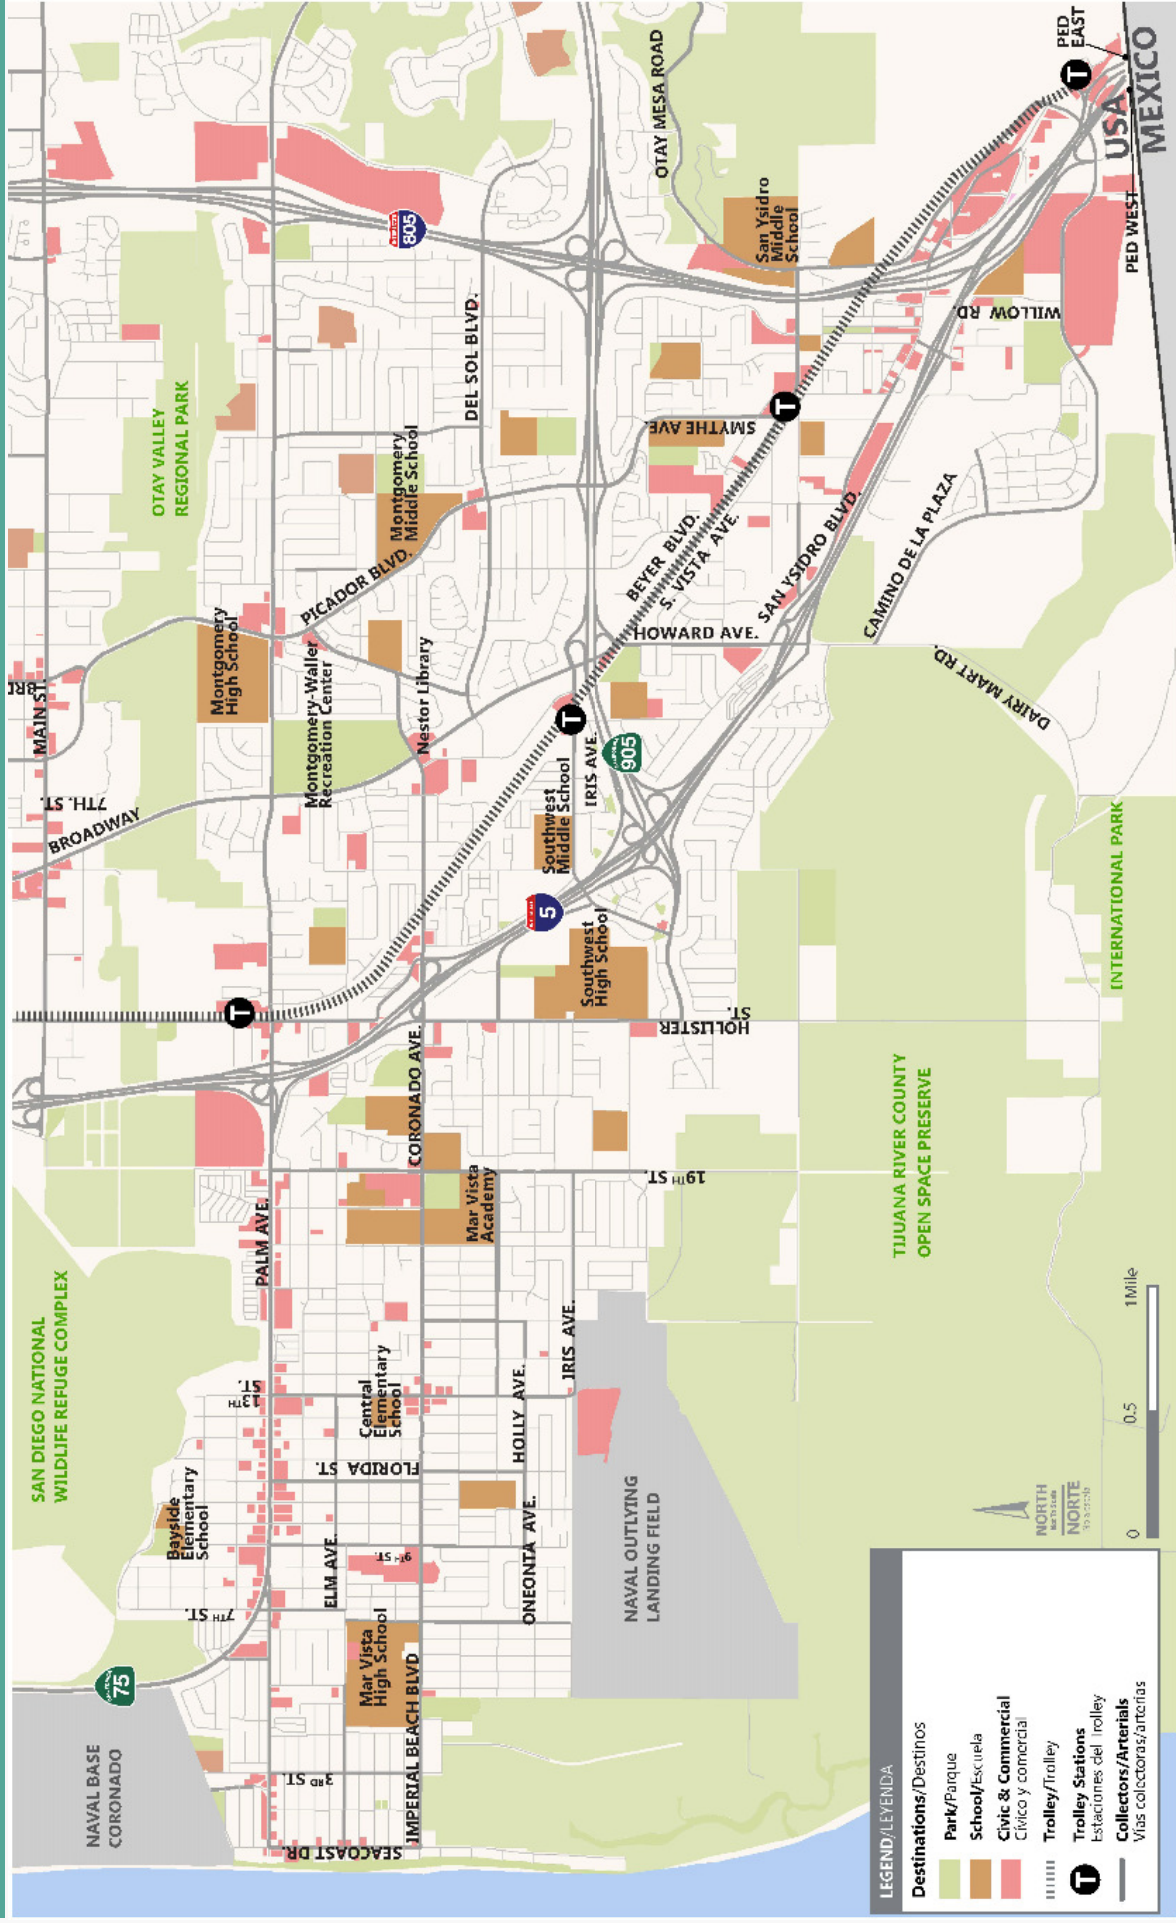 SAN DIEGO NATIONAL
WILDLIFE REFUGE COMPLEX
NAVAL BASE
CORONADO
75
7TH ST.
Bayside
Elementary
School
13TH
ST.
PALM AVE.
SEACOAST DR.
3RD ST.
ELM AVE.
9TH ST.
FLORIDA ST.
Central
Elementary
School
Mar Vista
High School
IMPERIAL BEACH BLVD
CORONADO AVE.
Mar Vista
Academy
HOLLY AVE.
ONEONTA AVE.
IRIS AVE.
19TH ST.
NAVAL OUTLYING
LANDING FIELD
HOLLISTER
ST.
Southwest
High School
5
Southwest
Middle School
IRIS AVE.
905
T
T
T
T
MAIN ST.
7TH. ST.
BROADWAY
OTAY VALLEY
REGIONAL PARK
Montgomery
High School
Montgomery-Waller
Recreation Center
Nestor Library
PICADOR BLVD.
Montgomery
Middle School
DEL SOL BLVD.
805
OTAY MESA ROAD
San Ysidro
Middle
School
SMYTHE AVE.
BEYER BLVD.
S. VISTA AVE.
HOWARD AVE.
SAN YSIDRO BLVD.
CAMINO DE LA PLAZA
DAIRY MART RD.
WILLOW RD.
PED
EAST
PED WEST
USA
MEXICO
INTERNATIONAL PARK
TIJUANA RIVER COUNTY
OPEN SPACE PRESERVE
NORTH
Not To Scale
NORTE
No a escala
0
0.5
1Mile
LEGEND/LEYENDA
Destinations/Destinos
Park/Parque
School/Escuela
Civic & Commercial
Cívico y comercial
Trolley/Trolley
Trolley Stations
Estaciones del Trolley
Collectors/Arterials
Vías colectoras/arterias